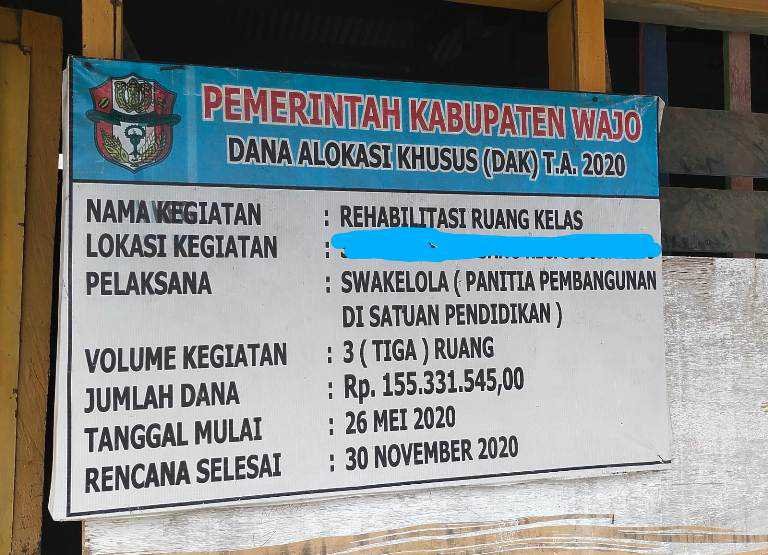 PEMERINTAH KABUPATEN WAJO
DANA ALOKASI KHUSUS (DAK) T.A. 2020
NAMA KEGIATAN : REHABILITASI RUANG KELAS
LOKASI KEGIATAN :
PELAKSANA : SWAKELOLA ( PANITIA PEMBANGUNAN
DI SATUAN PENDIDIKAN )
VOLUME KEGIATAN : 3 ( TIGA ) RUANG
JUMLAH DANA : Rp. 155.331.545,00
TANGGAL MULAI : 26 MEI 2020
RENCANA SELESAI : 30 NOVEMBER 2020